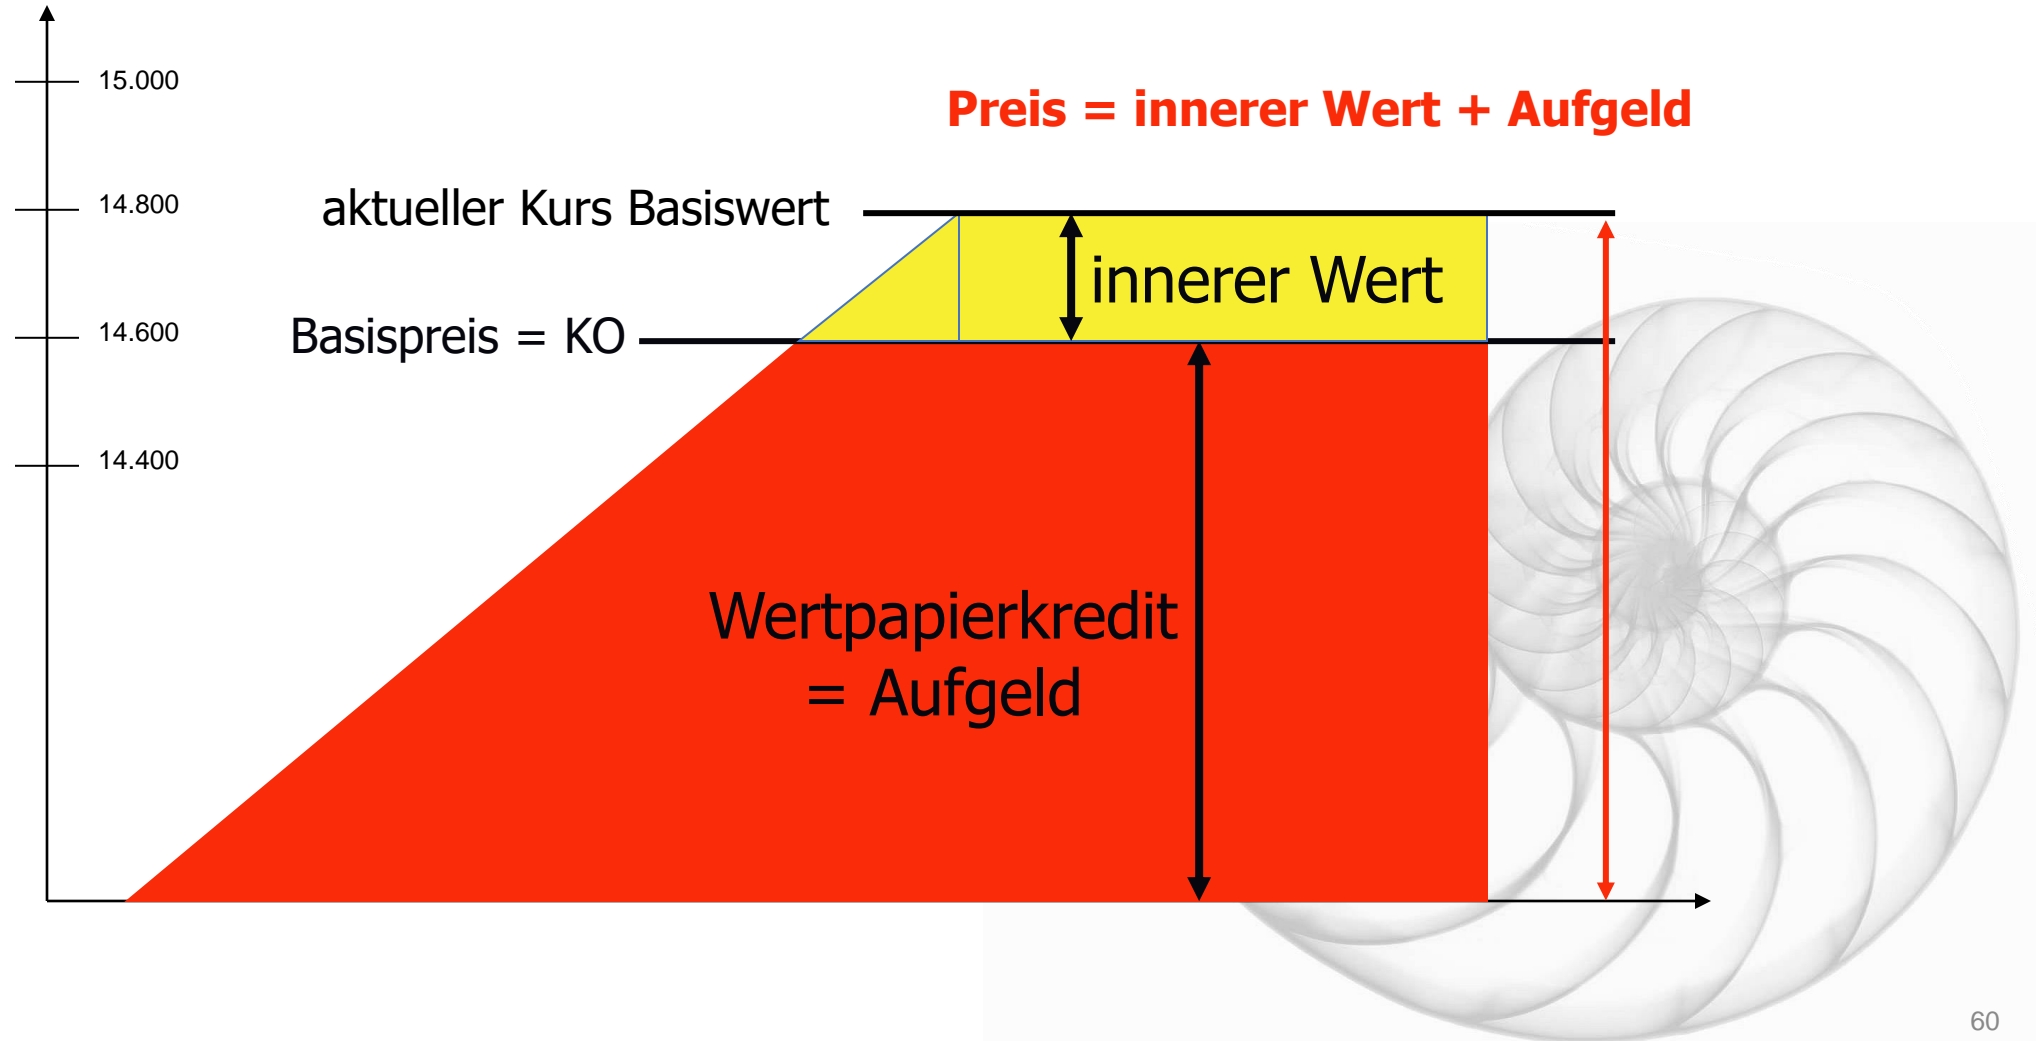 15.000
Preis = innerer Wert + Aufgeld
14.800
aktueller Kurs Basiswert
innerer Wert
14.600
Basispreis = KO
14.400
Wertpapierkredit
= Aufgeld
60